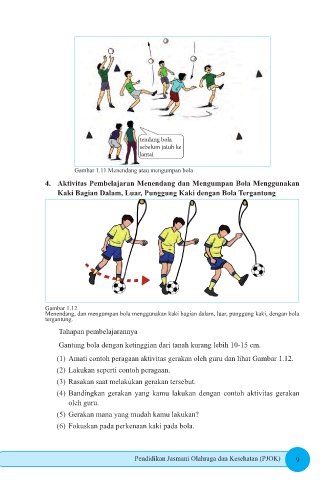 tendang bola
sebelum jatuh ke
lantai
Gambar 1.11 Menendang atau mengumpan bola
4. Aktivitas Pembelajaran Menendang dan Mengumpan Bola Menggunakan
Kaki Bagian Dalam, Luar, Punggung Kaki dengan Bola Tergantung
Gambar 1.12
Menendang, dan mengumpan bola menggunakan kaki bagian dalam, luar, punggung kaki, dengan bola
tergantung.
Tahapan pembelajarannya
Gantung bola dengan ketinggian dari tanah kurang lebih 10-15 cm.
(1) Amati contoh peragaan aktivitas gerakan oleh guru dan lihat Gambar 1.12.
(2) Lakukan seperti contoh peragaan.
(3) Rasakan saat melakukan gerakan tersebut.
(4) Bandingkan gerakan yang kamu lakukan dengan contoh aktivitas gerakan
oleh guru.
(5) Gerakan mana yang mudah kamu lakukan?
(6) Fokuskan pada perkenaan kaki pada bola.
Pendidikan Jasmani Olahraga dan Kesehatan (PJOK) 9